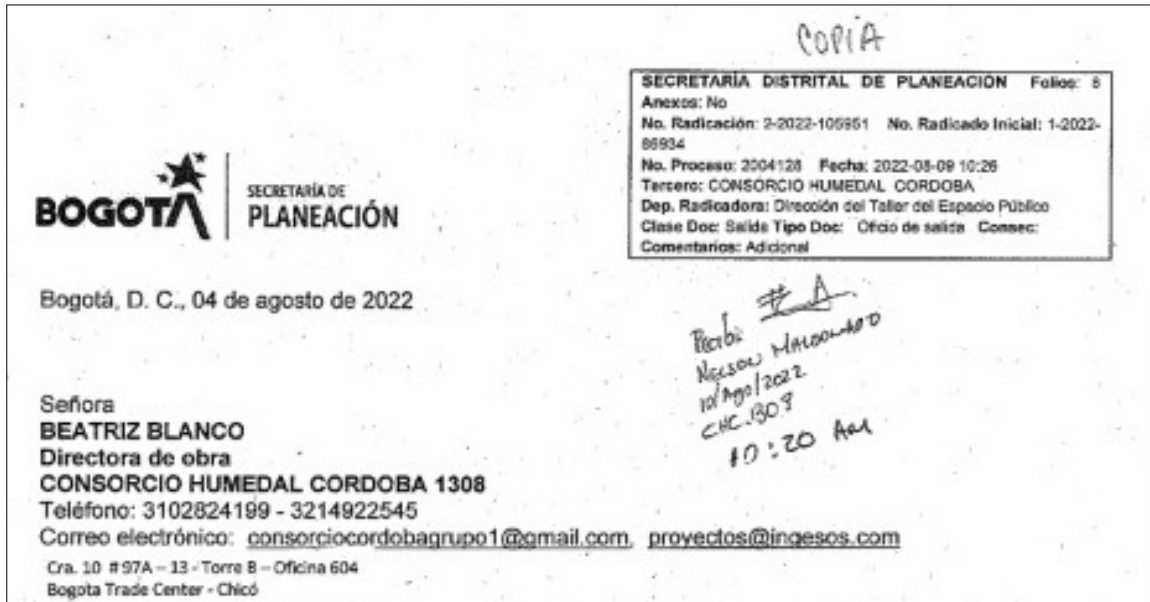 COPIA
SECRETARÍA DISTRITAL DE PLANEACION Folios: 8
Anexos: No
No. Radicación: 2-2022-105951 No. Radicado Inicial: 1-2022-
86934
No. Proceso: 2004128 Fecha: 2022-08-09 10:26
Tercero: CONSORCIO HUMEDAL CORDOBA
Dep. Radicadora: Dirección del Taller del Espacio Público
Clase Doc: Salida Tipo Doc: Oficio de salida Consec:
Comentarios: Adicional
BOGOTÁ
SECRETARÍA DE
PLANEACIÓN
Bogotá, D. C., 04 de agosto de 2022
Recibi
NELSON MALDONADO
10/Ago/2022
CHC.1308
10:20 AM
Señora
BEATRIZ BLANCO
Directora de obra
CONSORCIO HUMEDAL CORDOBA 1308
Teléfono: 3102824199 - 3214922545
Correo electrónico: consorciocordobagrupo1@gmail.com, proyectos@ingesos.com
Cra. 10 # 97A – 13 - Torre B – Oficina 604
Bogota Trade Center - Chicó